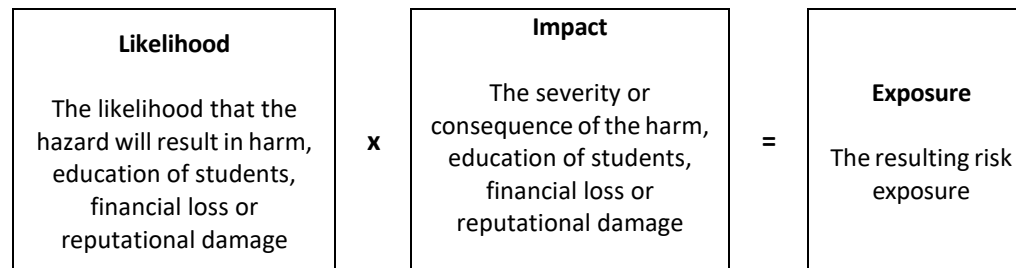 Likelihood
The likelihood that the
hazard will result in harm,
education of students,
financial loss or
reputational damage
x
Impact
The severity or
consequence of the harm,
education of students,
financial loss or
reputational damage
=
Exposure
The resulting risk
exposure